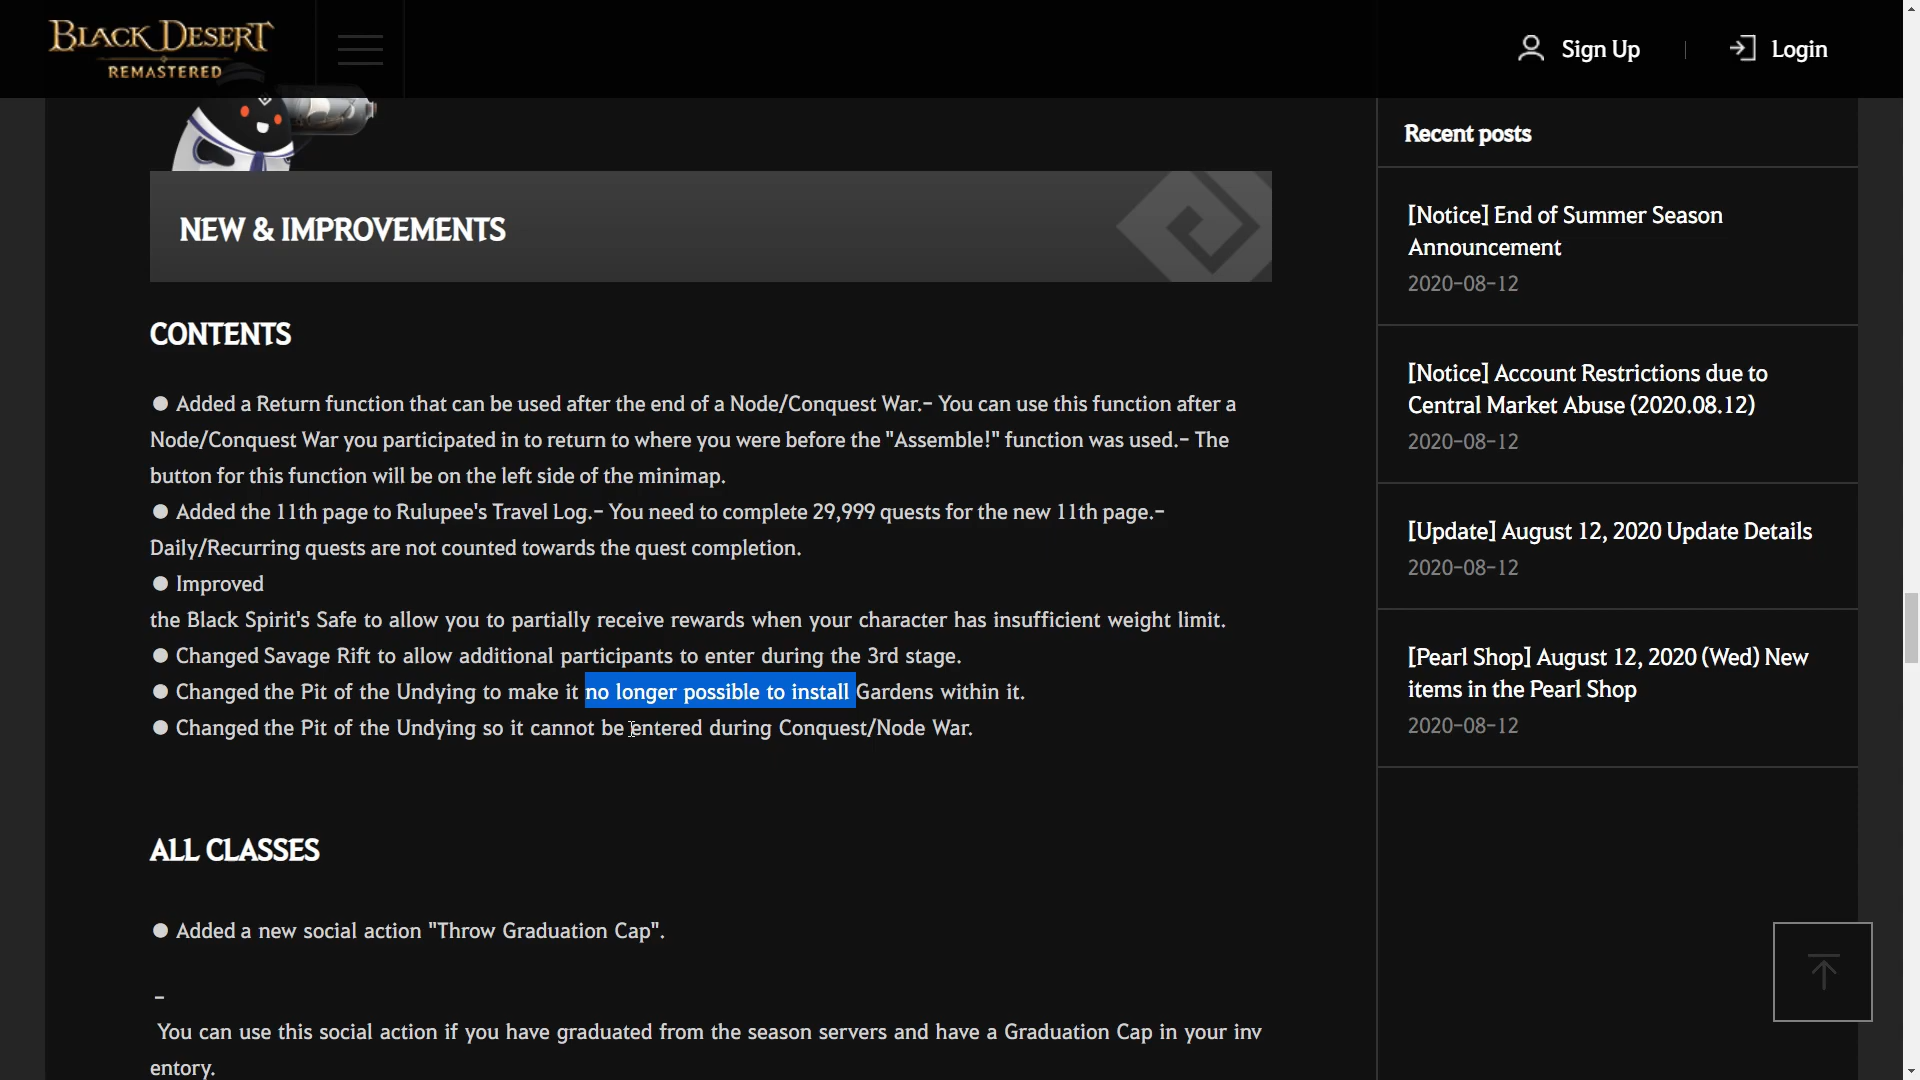 BLACK DESERT
REMASTERED
Sign Up
Login
NEW & IMPROVEMENTS
CONTENTS
● Added a Return function that can be used after the end of a Node/Conquest War.- You can use this function after a
Node/Conquest War you participated in to return to where you were before the "Assemble!" function was used.- The
button for this function will be on the left side of the minimap.
● Added the 11th page to Rulupee's Travel Log.- You need to complete 29,999 quests for the new 11th page.-
Daily/Recurring quests are not counted towards the quest completion.
● Improved
the Black Spirit's Safe to allow you to partially receive rewards when your character has insufficient weight limit.
● Changed Savage Rift to allow additional participants to enter during the 3rd stage.
● Changed the Pit of the Undying to make it no longer possible to install Gardens within it.
● Changed the Pit of the Undying so it cannot be entered during Conquest/Node War.
ALL CLASSES
● Added a new social action "Throw Graduation Cap".
-
You can use this social action if you have graduated from the season servers and have a Graduation Cap in your inv
entory.
Recent posts
[Notice] End of Summer Season
Announcement
2020-08-12
[Notice] Account Restrictions due to
Central Market Abuse (2020.08.12)
2020-08-12
[Update] August 12, 2020 Update Details
2020-08-12
[Pearl Shop] August 12, 2020 (Wed) New
items in the Pearl Shop
2020-08-12